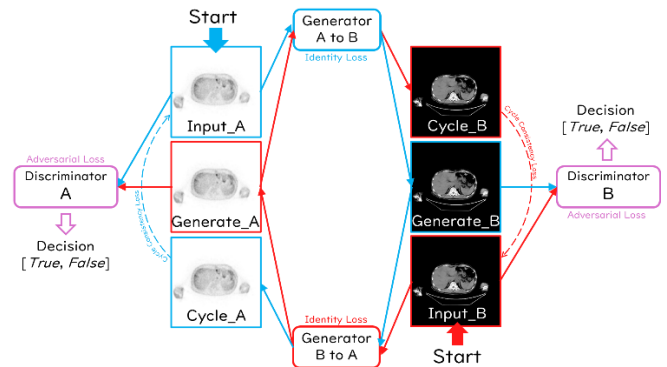 Start
Generator
A to B
Identity Loss
Input_A
Cycle_B
Decision
[True, False]
Adversarial Loss
Discriminator
A
Cycle Consistency Loss
Generate_A
Generate_B
Cycle Consistency Loss
Discriminator
B
Adversarial Loss
Decision
[True, False]
Cycle_A
Identity Loss
Generator
B to A
Input_B
Start